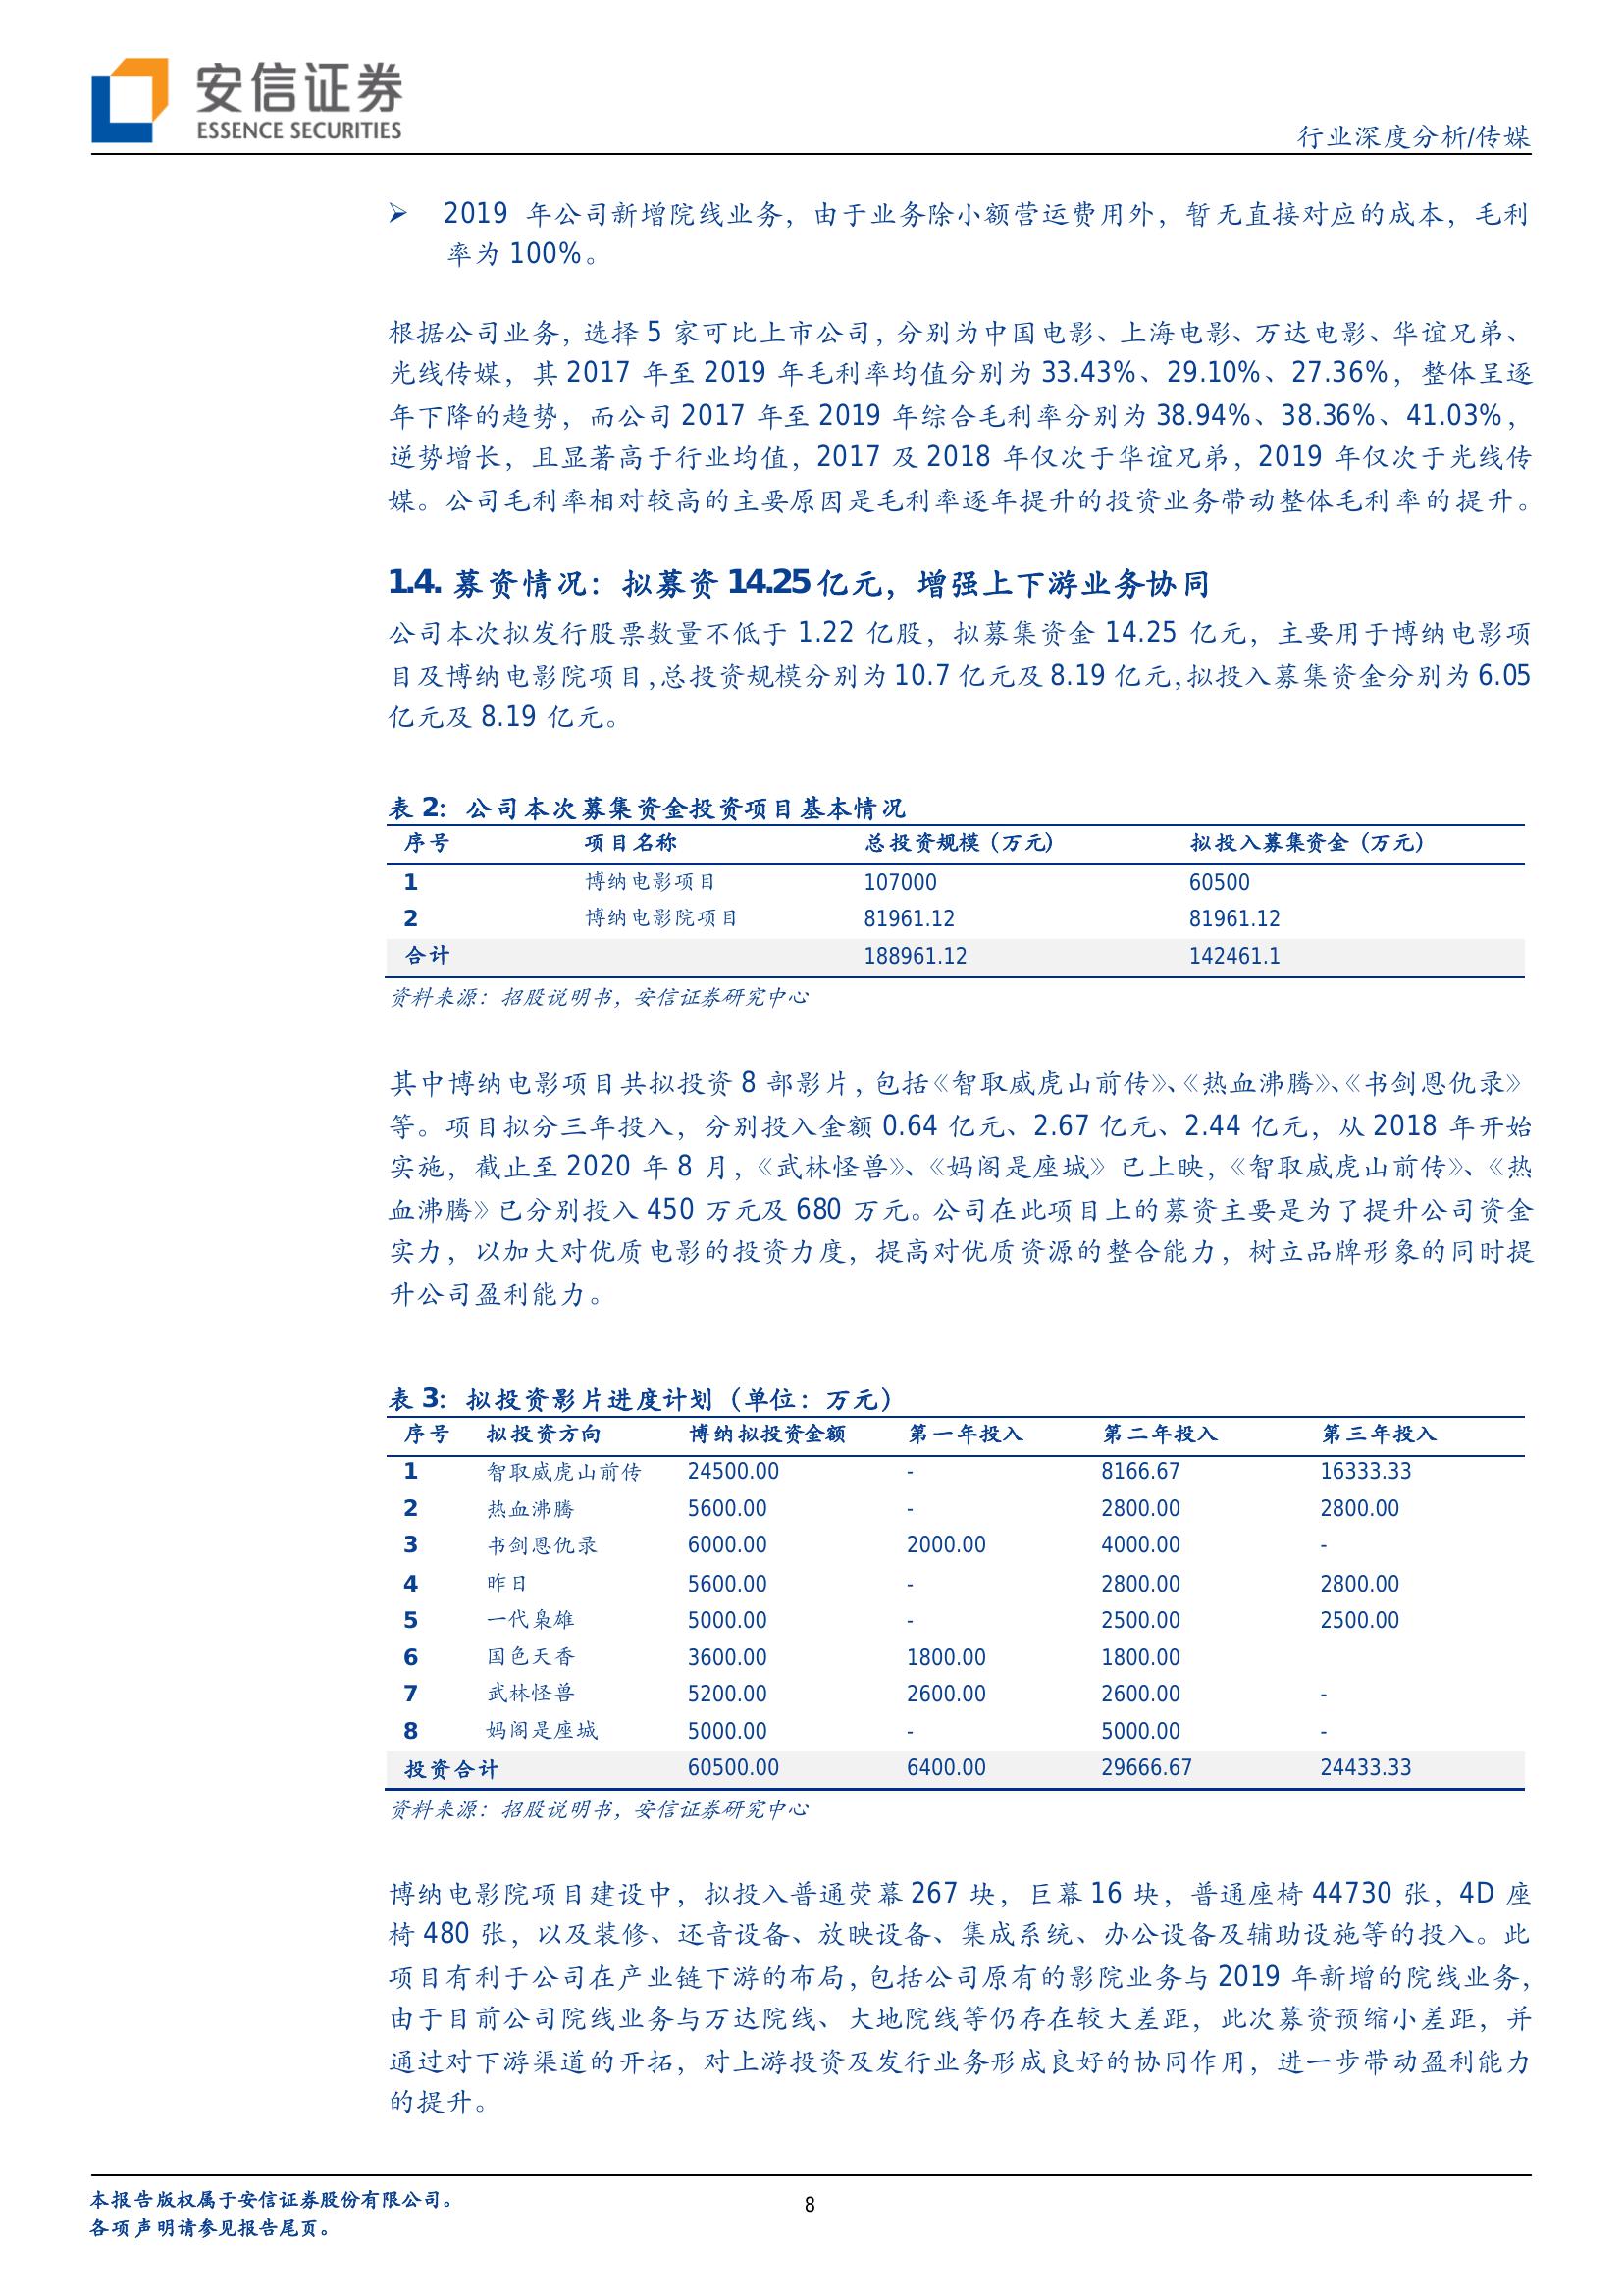 安信证券
ESSENCE SECURITIES
行业深度分析/传媒
➢ 2019 年公司新增院线业务，由于业务除小额营运费用外，暂无直接对应的成本，毛利
率为 100%。
根据公司业务，选择 5 家可比上市公司，分别为中国电影、上海电影、万达电影、华谊兄弟、
光线传媒，其 2017 年至 2019 年毛利率均值分别为 33.43%、29.10%、27.36%，整体呈逐
年下降的趋势，而公司 2017 年至 2019 年综合毛利率分别为 38.94%、38.36%、41.03%，
逆势增长，且显著高于行业均值，2017 及 2018 年仅次于华谊兄弟，2019 年仅次于光线传
媒。公司毛利率相对较高的主要原因是毛利率逐年提升的投资业务带动整体毛利率的提升。
1.4. 募资情况：拟募资 14.25 亿元，增强上下游业务协同
公司本次拟发行股票数量不低于 1.22 亿股，拟募集资金 14.25 亿元，主要用于博纳电影项
目及博纳电影院项目，总投资规模分别为 10.7 亿元及 8.19 亿元，拟投入募集资金分别为 6.05
亿元及 8.19 亿元。
表 2：公司本次募集资金投资项目基本情况
序号 项目名称 总投资规模（万元） 拟投入募集资金（万元）
1 博纳电影项目 107000 60500
2 博纳电影院项目 81961.12 81961.12
合计 188961.12 142461.1
资料来源：招股说明书，安信证券研究中心
其中博纳电影项目共拟投资 8 部影片，包括《智取威虎山前传》、《热血沸腾》、《书剑恩仇录》
等。项目拟分三年投入，分别投入金额 0.64 亿元、2.67 亿元、2.44 亿元，从 2018 年开始
实施，截止至 2020 年 8 月，《武林怪兽》、《妈阁是座城》已上映，《智取威虎山前传》、《热
血沸腾》已分别投入 450 万元及 680 万元。公司在此项目上的募资主要是为了提升公司资金
实力，以加大对优质电影的投资力度，提高对优质资源的整合能力，树立品牌形象的同时提
升公司盈利能力。
表 3：拟投资影片进度计划（单位：万元）
序号 拟投资方向 博纳拟投资金额 第一年投入 第二年投入 第三年投入
1 智取威虎山前传 24500.00 - 8166.67 16333.33
2 热血沸腾 5600.00 - 2800.00 2800.00
3 书剑恩仇录 6000.00 2000.00 4000.00 -
4 昨日 5600.00 - 2800.00 2800.00
5 一代枭雄 5000.00 - 2500.00 2500.00
6 国色天香 3600.00 1800.00 1800.00
7 武林怪兽 5200.00 2600.00 2600.00 -
8 妈阁是座城 5000.00 - 5000.00 -
投资合计 60500.00 6400.00 29666.67 24433.33
资料来源：招股说明书，安信证券研究中心
博纳电影院项目建设中，拟投入普通荧幕 267 块，巨幕 16 块，普通座椅 44730 张，4D 座
椅 480 张，以及装修、还音设备、放映设备、集成系统、办公设备及辅助设施等的投入。此
项目有利于公司在产业链下游的布局，包括公司原有的影院业务与 2019 年新增的院线业务，
由于目前公司院线业务与万达院线、大地院线等仍存在较大差距，此次募资预缩小差距，并
通过对下游渠道的开拓，对上游投资及发行业务形成良好的协同作用，进一步带动盈利能力
的提升。
本报告版权属于安信证券股份有限公司。
各项声明请参见报告尾页。
8